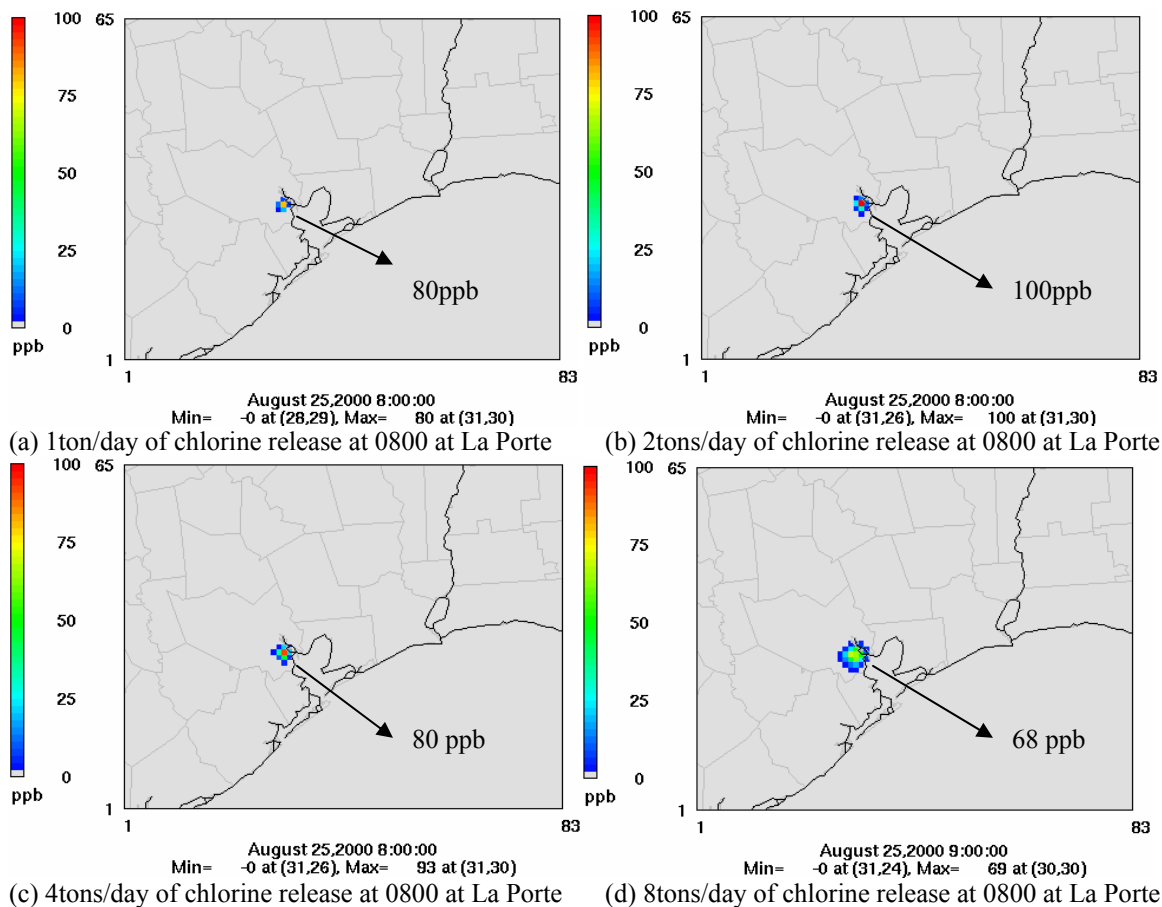 100
75
50
25
0
ppb
65
1
1
83
80ppb
August 25,2000 8:00:00
Min= -0 at (28,29), Max= 80 at (31,30)
(a) 1ton/day of chlorine release at 0800 at La Porte
100
75
50
25
0
ppb
65
1
1
83
100ppb
August 25,2000 8:00:00
Min= -0 at (31,26), Max= 100 at (31,30)
(b) 2tons/day of chlorine release at 0800 at La Porte
100
75
50
25
0
ppb
65
1
1
83
80 ppb
August 25,2000 8:00:00
Min= -0 at (31,26), Max= 93 at (31,30)
(c) 4tons/day of chlorine release at 0800 at La Porte
100
75
50
25
0
ppb
65
1
1
83
68 ppb
August 25,2000 9:00:00
Min= -0 at (31,24), Max= 69 at (30,30)
(d) 8tons/day of chlorine release at 0800 at La Porte